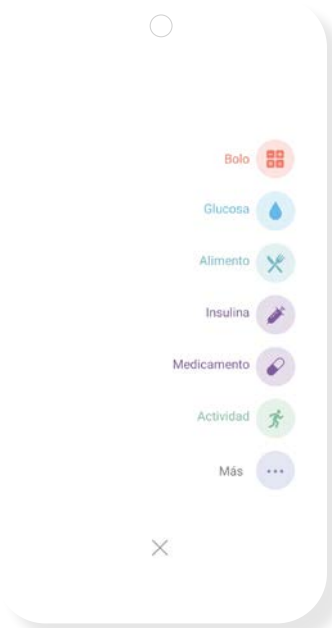 Bolo
Glucosa
Alimento
Insulina
Medicamento
Actividad
Más